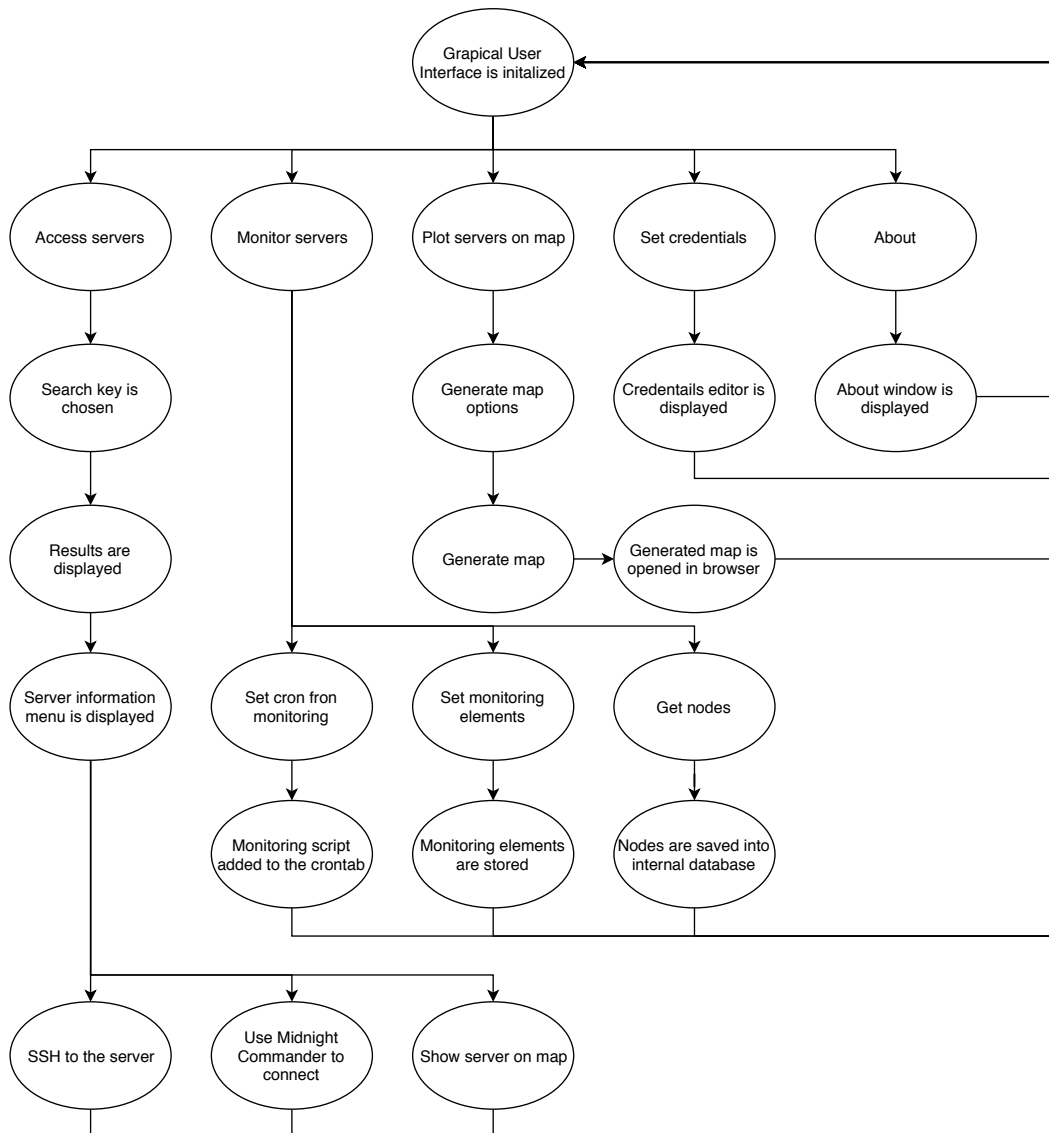 Grapical User
Interface is initalized
Access servers
Monitor servers
Plot servers on map
Set credentials
About
Search key is
chosen
Generate map
options
Credentails editor is
displayed
About window is
displayed
Results are
displayed
Generate map
Generated map is
opened in browser
Server information
menu is displayed
Set cron fron
monitoring
Set monitoring
elements
Get nodes
Monitoring script
added to the crontab
Monitoring elements
are stored
Nodes are saved into
internal database
SSH to the server
Use Midnight
Commander to
connect
Show server on map